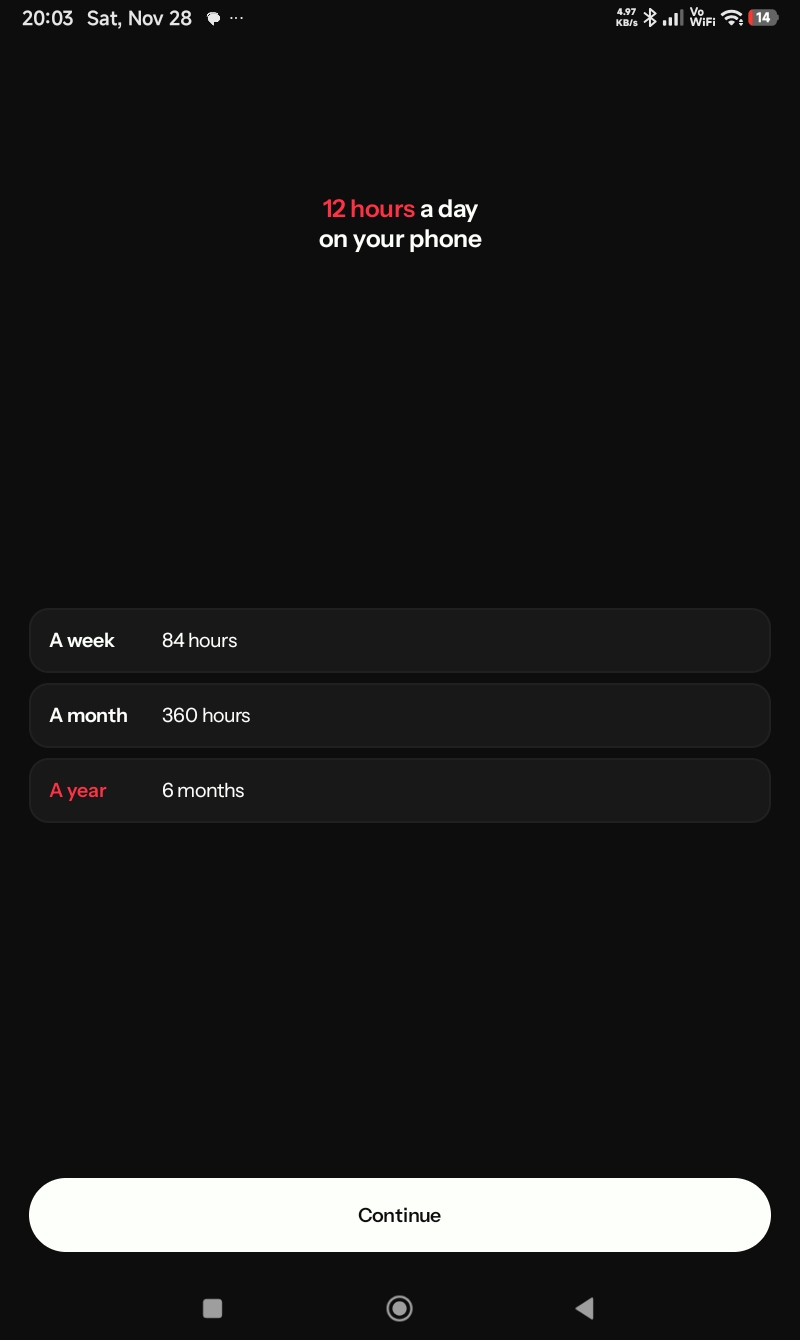 20:03 Sat, Nov 28 ... 4.97 KB/s Vo WiFi 14
12 hours a day
on your phone
A week 84 hours
A month 360 hours
A year 6 months
Continue